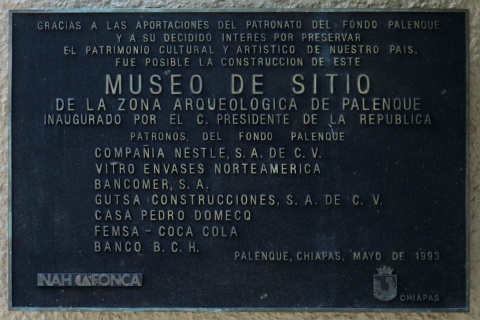 GRACIAS A LAS APORTACIONES DEL PATRONATO DEL FONDO PALENQUE
Y A SU DECIDIDO INTERES POR PRESERVAR
EL PATRIMONIO CULTURAL Y ARTISTICO DE NUESTRO PAIS,
FUE POSIBLE LA CONSTRUCCION DE ESTE
MUSEO DE SITIO
DE LA ZONA ARQUEOLOGICA DE PALENQUE
INAUGURADO POR EL C. PRESIDENTE DE LA REPUBLICA
PATRONOS DEL FONDO PALENQUE
COMPAÑIA NESTLE, S.A. DE C.V.
VITRO ENVASES NORTEAMERICA
BANCOMER, S.A.
GUTSA CONSTRUCCIONES, S.A. DE C.V.
CASA PEDRO DOMECQ
FEMSA - COCA COLA
BANCO B.C.H.
PALENQUE, CHIAPAS, MAYO DE 1993
INAH CA FONCA
CHIAPAS